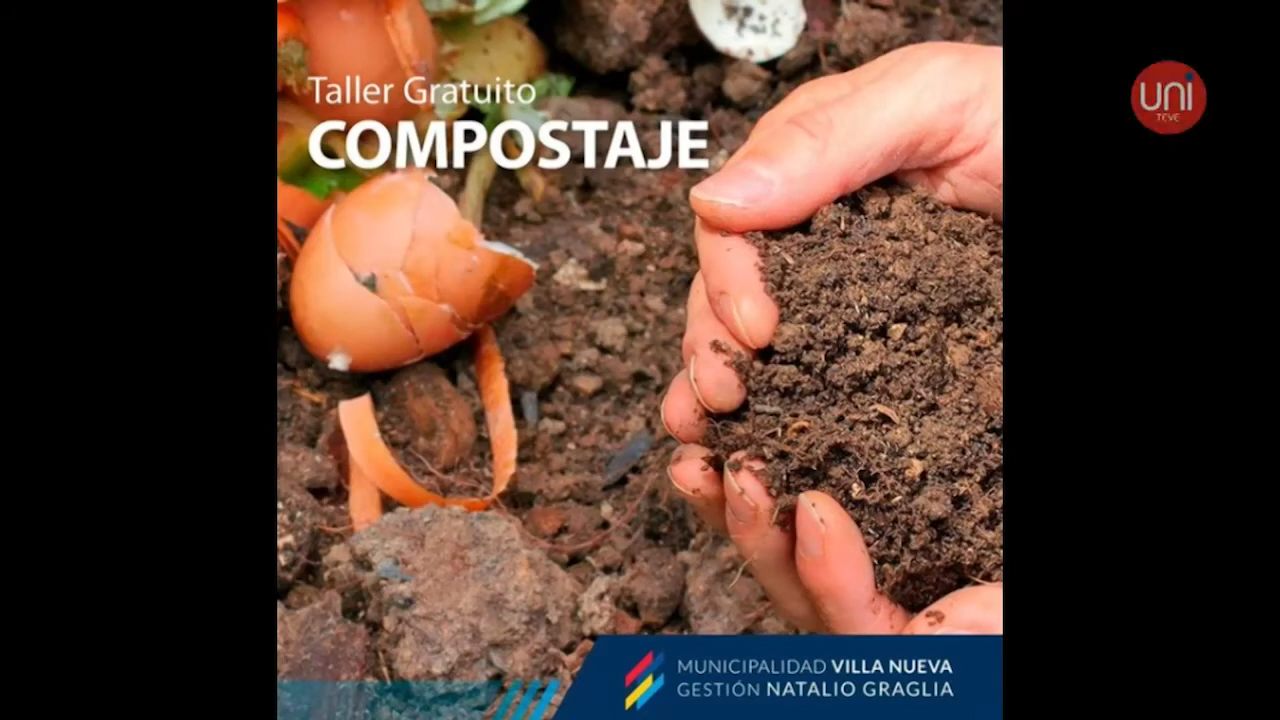 Taller Gratuito
COMPOSTAJE
UNI
TEVE
MUNICIPALIDAD VILLA NUEVA
GESTIÓN NATALIO GRAGLIA